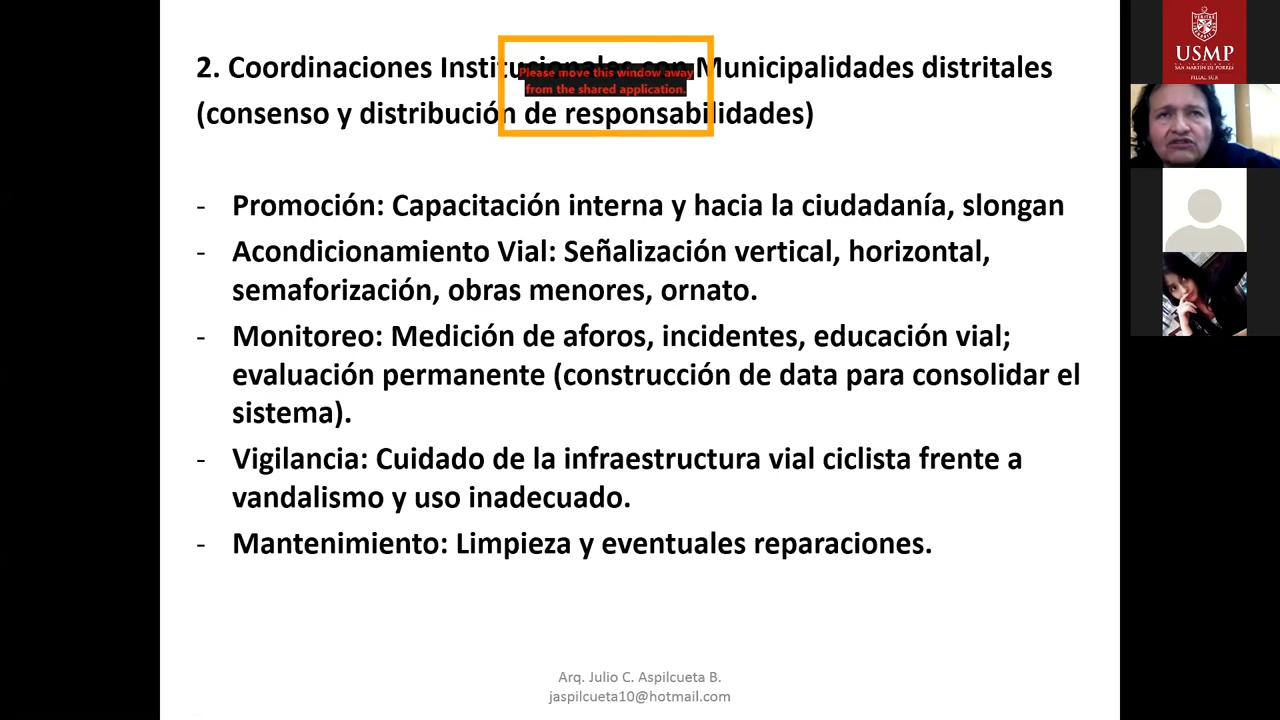 2. Coordinaciones Institucionales con Municipalidades distritales
Please move this window away
from the shared application.
(consenso y distribución de responsabilidades)
- Promoción: Capacitación interna y hacia la ciudadanía, slongan
- Acondicionamiento Vial: Señalización vertical, horizontal,
semaforización, obras menores, ornato.
- Monitoreo: Medición de aforos, incidentes, educación vial;
evaluación permanente (construcción de data para consolidar el
sistema).
- Vigilancia: Cuidado de la infraestructura vial ciclista frente a
vandalismo y uso inadecuado.
- Mantenimiento: Limpieza y eventuales reparaciones.
Arq. Julio C. Aspilcueta B.
jaspilcueta10@hotmail.com
USMP
SAN MARTIN DE PORRES
FILIAL SUR